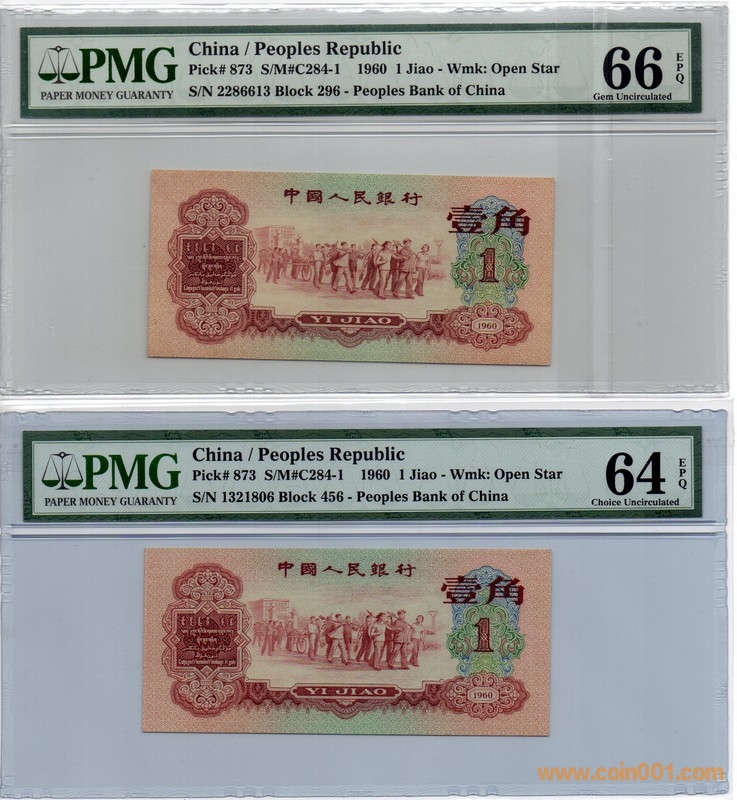 PMG
PAPER MONEY GUARANTY
China / Peoples Republic
Pick# 873 S/M#C284-1 1960 1 Jiao - Wmk: Open Star
S/N 2286613 Block 296 - Peoples Bank of China
66
EPQ
Gem Uncirculated
中國人民銀行
壹角
1
YI JIAO
1960
PMG
PAPER MONEY GUARANTY
China / Peoples Republic
Pick# 873 S/M#C284-1 1960 1 Jiao - Wmk: Open Star
S/N 1321806 Block 456 - Peoples Bank of China
64
EPQ
Choice Uncirculated
中國人民銀行
壹角
1
YI JIAO
1960
www.coin001.com